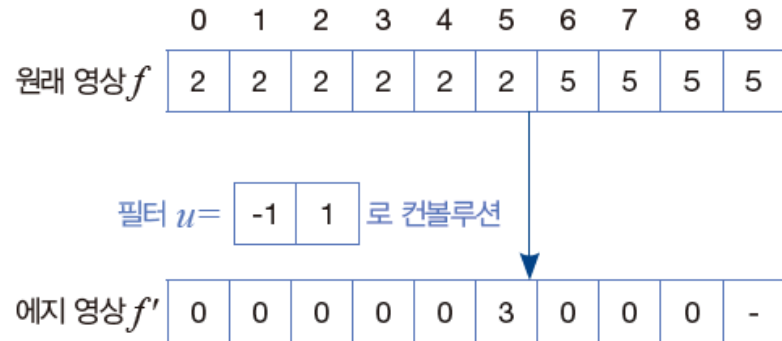 0 1 2 3 4 5 6 7 8 9
원래 영상 f 2 2 2 2 2 2 5 5 5 5
필터 u= -1 1 로 컨볼루션
에지 영상 f' 0 0 0 0 0 3 0 0 0 -